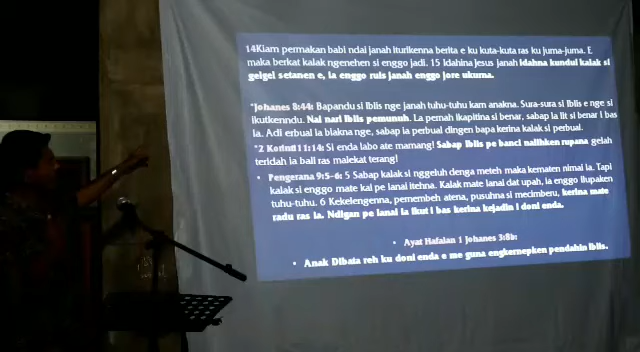 14Kiam permakan babi ndai janah iturikenna berita e ku kuta-kuta ras ku juma-juma. E
maka berkat kalak ngenehen si enggo jadi. 15 Idahina Jesus janah idahna kundul kalak si
gelgel setanen e, ia enggo ruis janah enggo jore ukurna.
*Johanes 8:44: Bapandu si Iblis nge janah tuhu-tuhu kam anakna. Sura-sura si Iblis e nge si
ikutkenndu. Nai nari Iblis pemunuh. La pernah ikapitina si benar, sabap la lit si benar I bas
ia. Adi erbual ia biakna nge, sabap ia perbual dingen bapa kerina kalak si perbual.
*2 Korinti11:14: Si enda labo ate mamang! Sabap Iblis pe banci nalihken rupana gelah
teridah ia bali ras malekat terang!
• Pengerana 9:5-6: 5 Sabap kalak si nggeluh denga meteh maka kematen nimai ia. Tapi
kalak si enggo mate kai pe lanai itehna. Kalak mate lanai dat upah, ia enggo ilupaken
tuhu-tuhu. 6 Kekelengenna, pemembeh atena, pusuhna si mecimberu, kerina mate
radu ras ia. Ndigan pe lanai ia ikut I bas kerina kejadin I doni enda.
• Ayat Hafalan 1 Johanes 3:8b:
• Anak Dibata reh ku doni enda e me guna engkernepken pendahin Iblis.